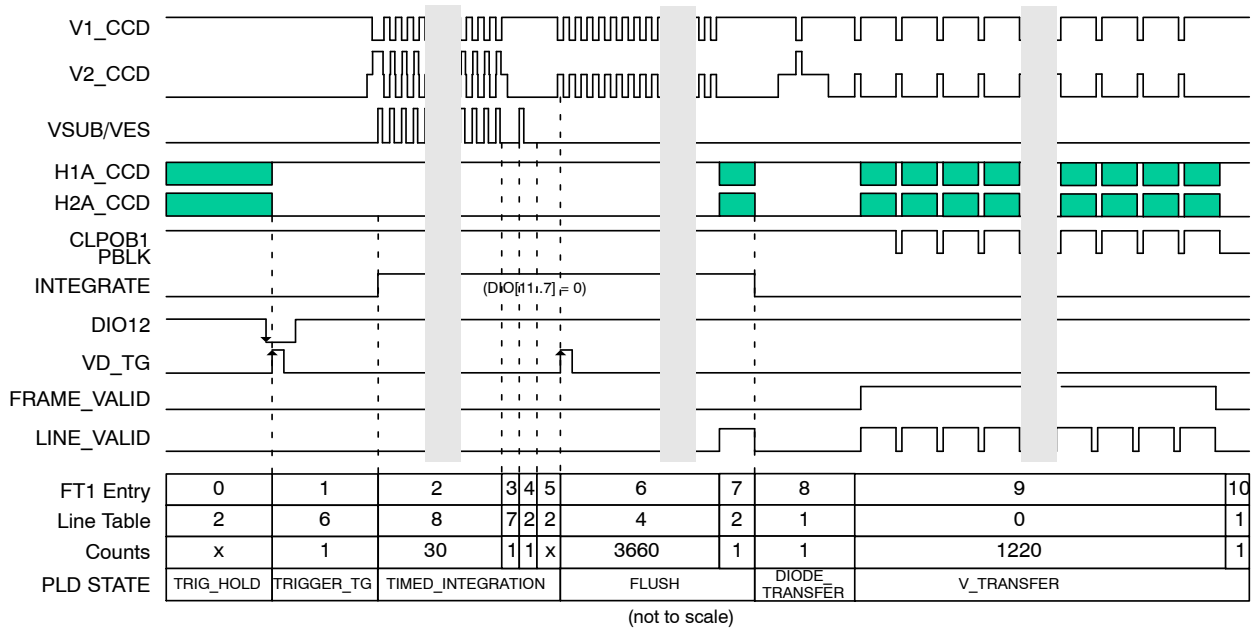 V1_CCD
V2_CCD
VSUB/VES
H1A_CCD
H2A_CCD
CLPOB1
PBLK
INTEGRATE
(DIO[11..7] = 0)
DIO12
VD_TG
FRAME_VALID
LINE_VALID
FT1 Entry 0 1 2 3 4 5 6 7 8 9 10
Line Table 2 6 8 7 2 2 4 2 1 0 1
Counts x 1 30 1 1 x 3660 1 1 1220 1
PLD STATE TRIG_HOLD TRIGGER_TG TIMED_INTEGRATION FLUSH DIODE_ TRANSFER V_TRANSFER
(not to scale)